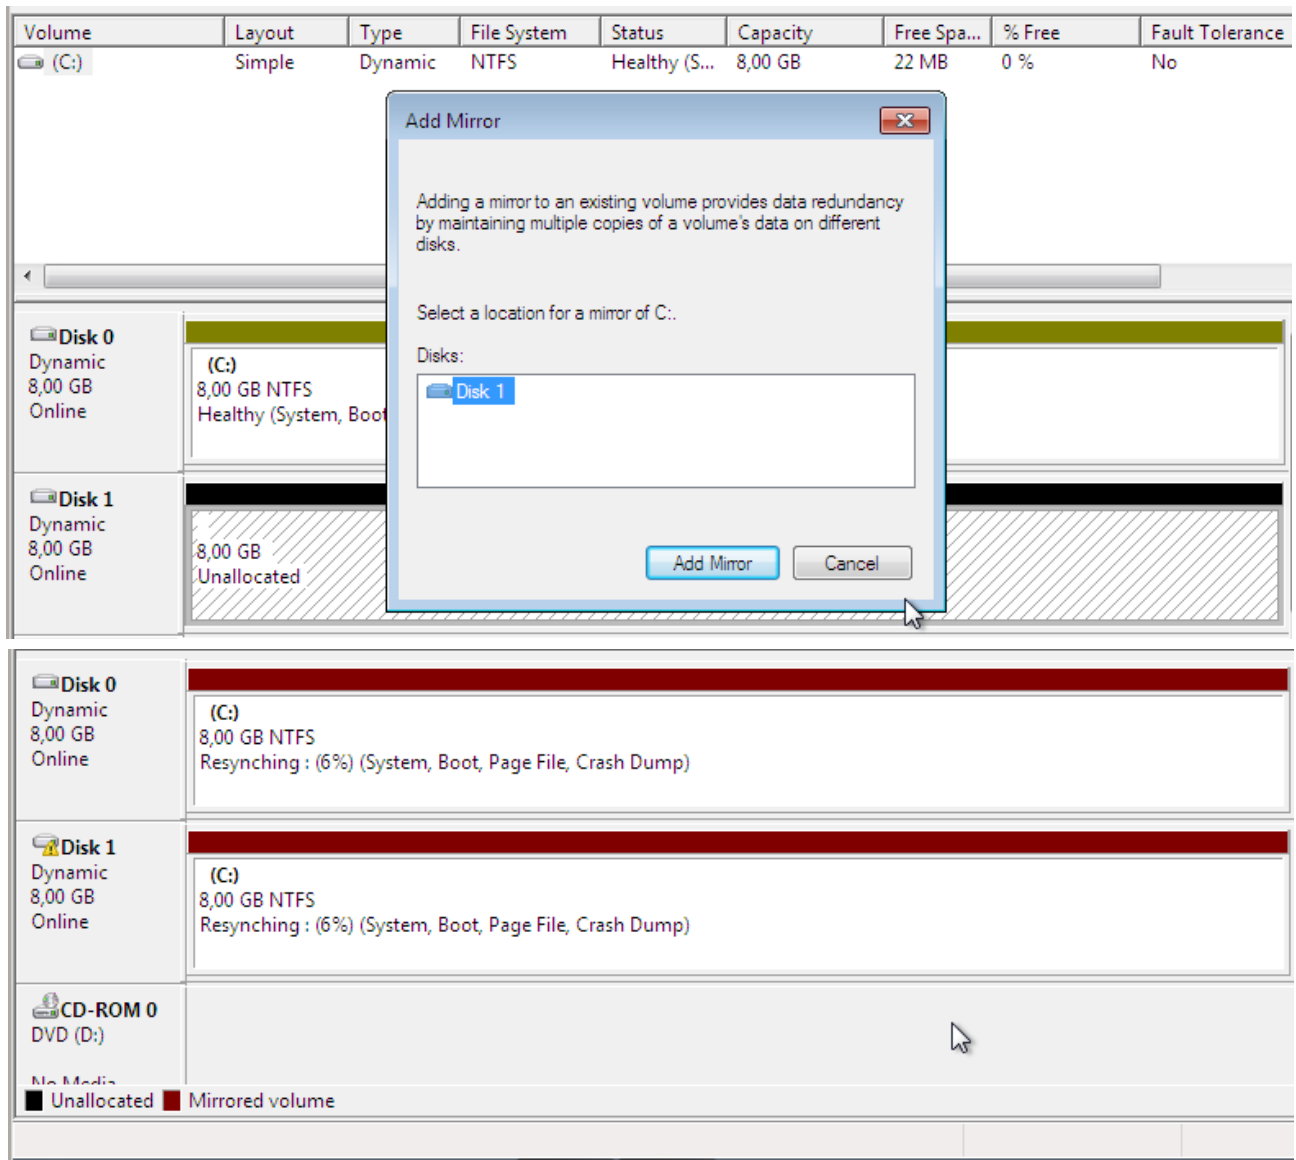 Volume Layout Type File System Status Capacity Free Spa... % Free Fault Tolerance
(C:) Simple Dynamic NTFS Healthy (S... 8,00 GB 22 MB 0 % No
Add Mirror
Adding a mirror to an existing volume provides data redundancy
by maintaining multiple copies of a volume's data on different
disks.
Select a location for a mirror of C:.
Disks:
Disk 1
Add Mirror Cancel
Disk 0
Dynamic
8,00 GB
Online
(C:)
8,00 GB NTFS
Healthy (System, Boot
Disk 1
Dynamic
8,00 GB
Online
8,00 GB
Unallocated
Disk 0
Dynamic
8,00 GB
Online
(C:)
8,00 GB NTFS
Resynching : (6%) (System, Boot, Page File, Crash Dump)
Disk 1
Dynamic
8,00 GB
Online
(C:)
8,00 GB NTFS
Resynching : (6%) (System, Boot, Page File, Crash Dump)
CD-ROM 0
DVD (D:)
No Media
Unallocated Mirrored volume